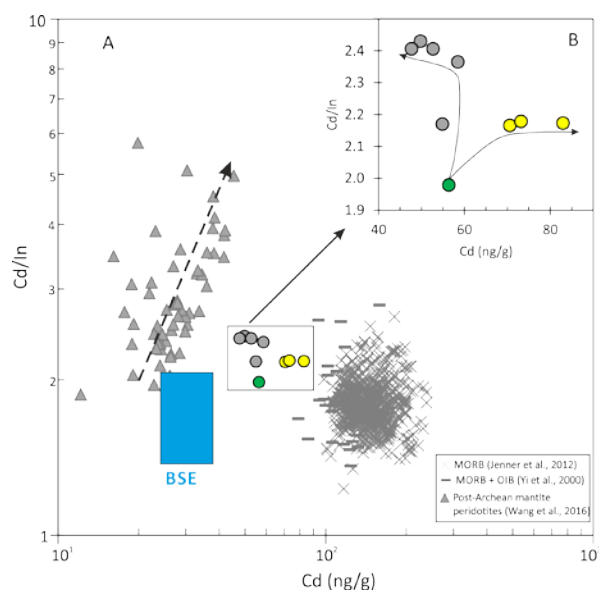 10
9
8
7
6
5
4
3
2
1
Cd/In
A
BSE
10¹
10²
10
Cd (ng/g)
B
2.4
2.3
2.2
2.1
2.0
1.9
Cd/In
40
60
80
Cd (ng/g)
MORB (Jenner et al., 2012)
MORB + OIB (Yi et al., 2000)
Post-Archean mantle
peridotites (Wang et al., 2016)